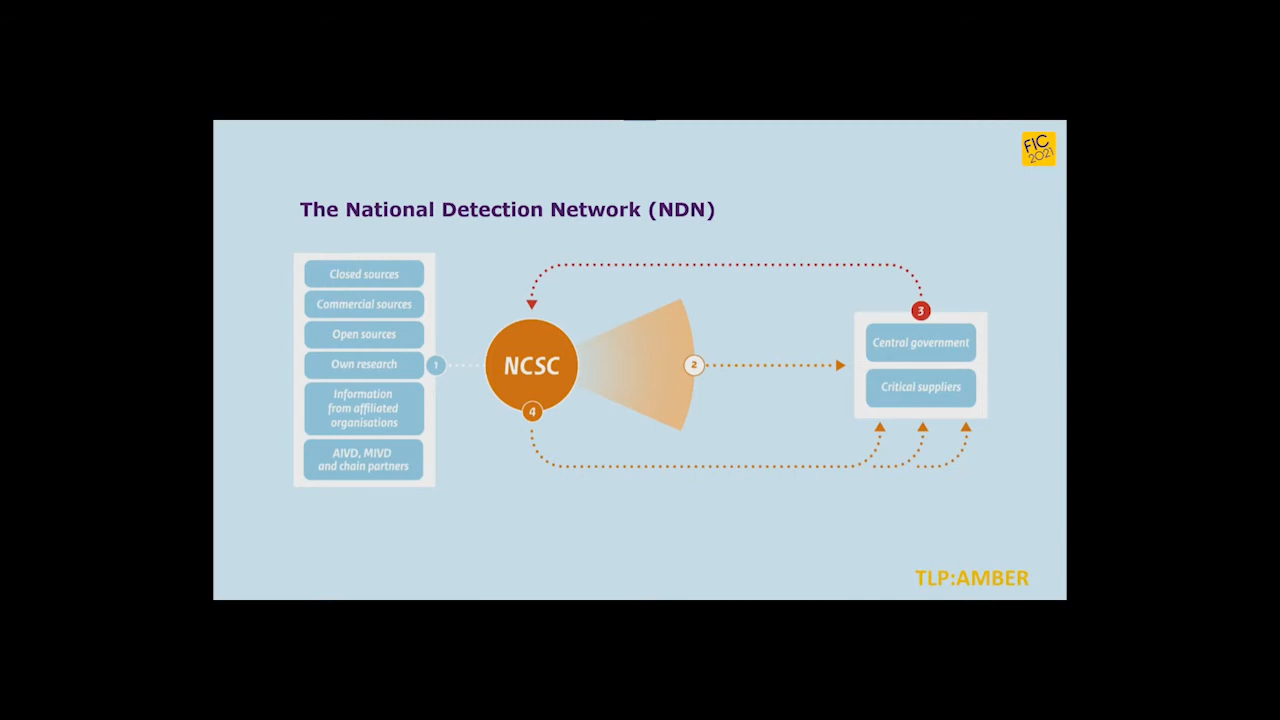 FIC
2021
The National Detection Network (NDN)
Closed sources
Commercial sources
Open sources
Own research
Information
from affiliated
organisations
AIVD, MIVD
and chain partners
1
NCSC
4
2
3
Central government
Critical suppliers
TLP:AMBER